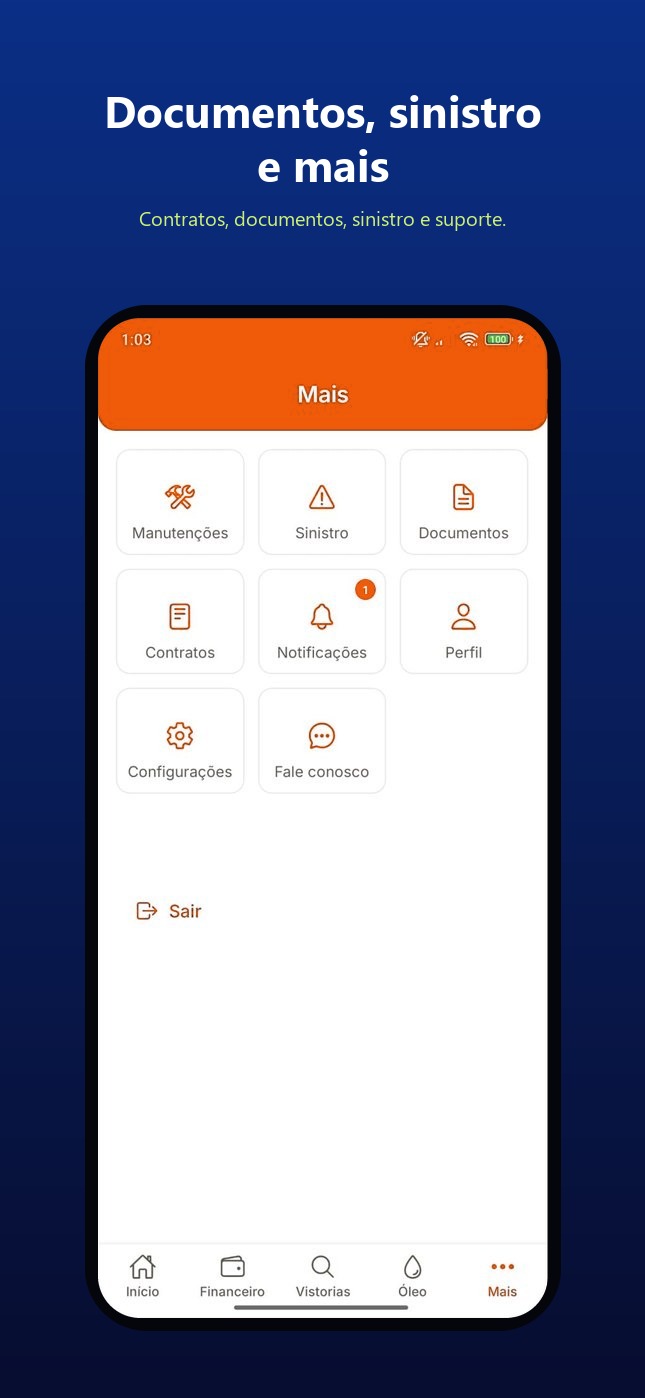 Documentos, sinistro
e mais
Contratos, documentos, sinistro e suporte.
1:03
100
Mais
Manutenções
Sinistro
Documentos
Contratos
1
Notificações
Perfil
Configurações
Fale conosco
Sair
Início
Financeiro
Vistorias
Óleo
Mais